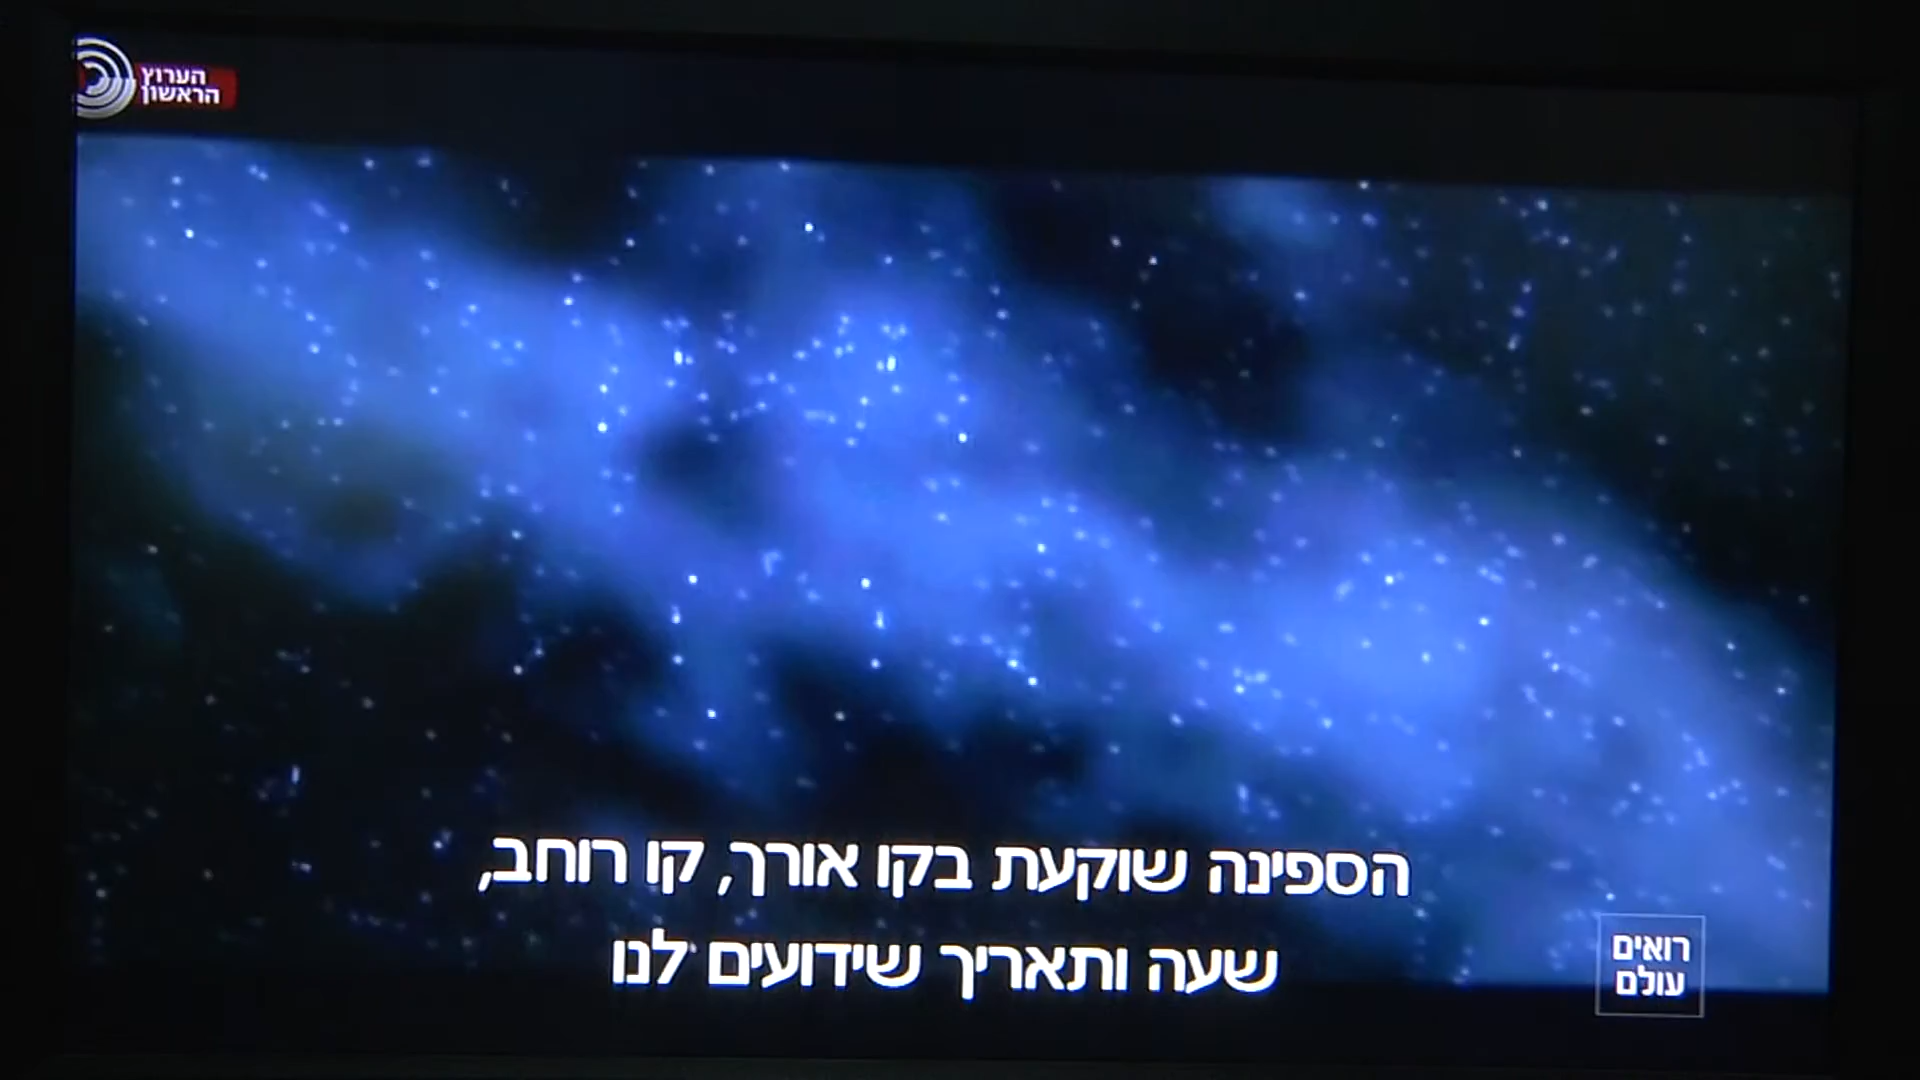 הערוץ
הראשון
הספינה שוקעת בקו אורך, קו רוחב,
שעה ותאריך שידועים לנו
רואים
עולם